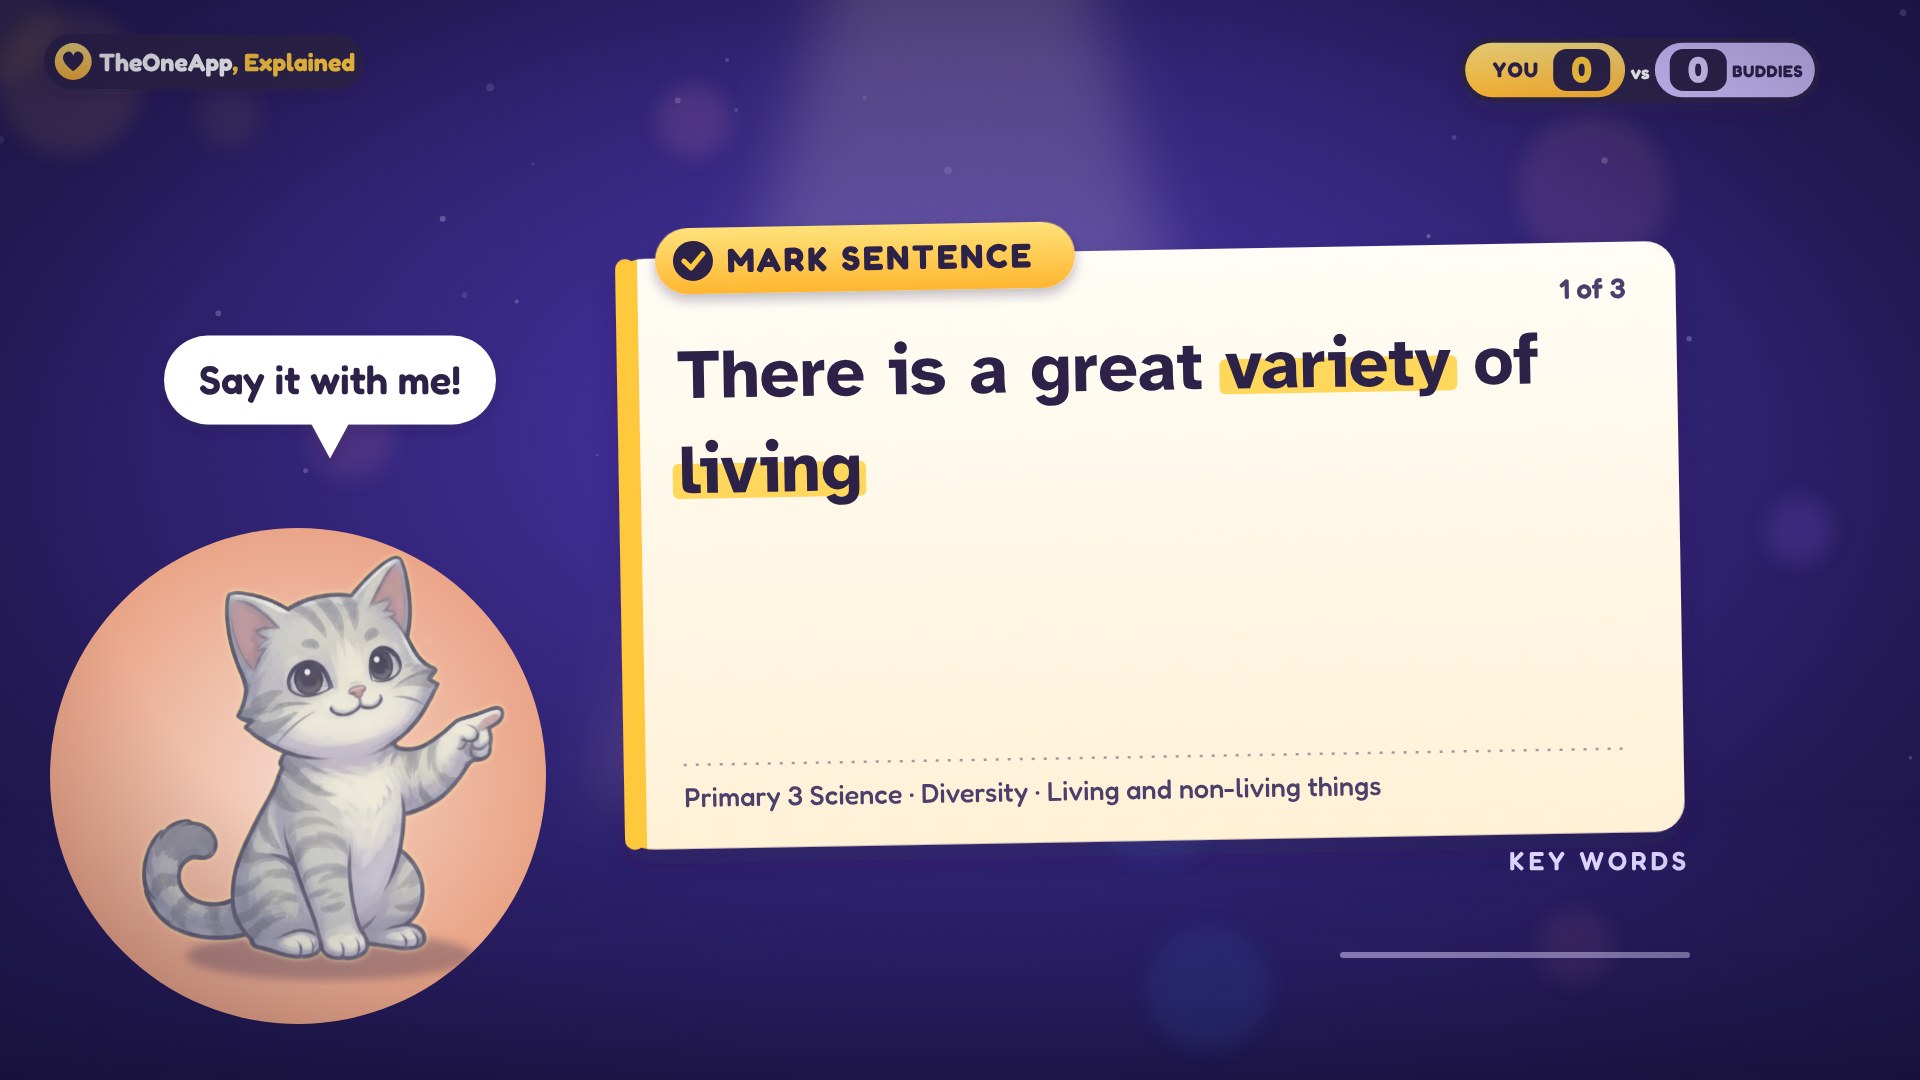 TheOneApp, Explained
YOU 0 vs 0 BUDDIES
MARK SENTENCE
1 of 3
There is a great variety of
living
Say it with me!
Primary 3 Science · Diversity · Living and non-living things
KEY WORDS